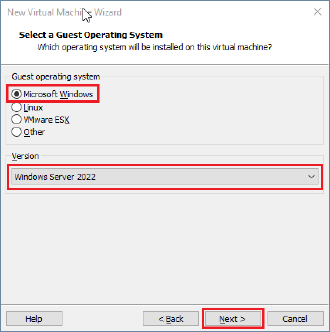 New Virtual Machine Wizard
Select a Guest Operating System
Which operating system will be installed on this virtual machine?
Guest operating system
Microsoft Windows
Linux
VMware ESX
Other
Version
Windows Server 2022
Help
< Back
Next >
Cancel